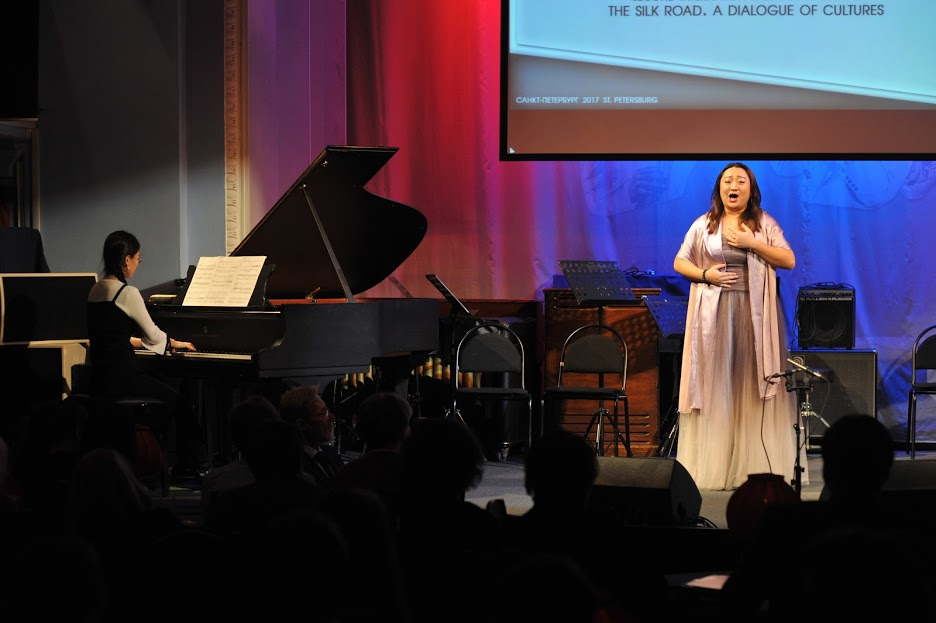 THE SILK ROAD. A DIALOGUE OF CULTURES
САНКТ-ПЕТЕРБУРГ 2017 ST. PETERSBURG